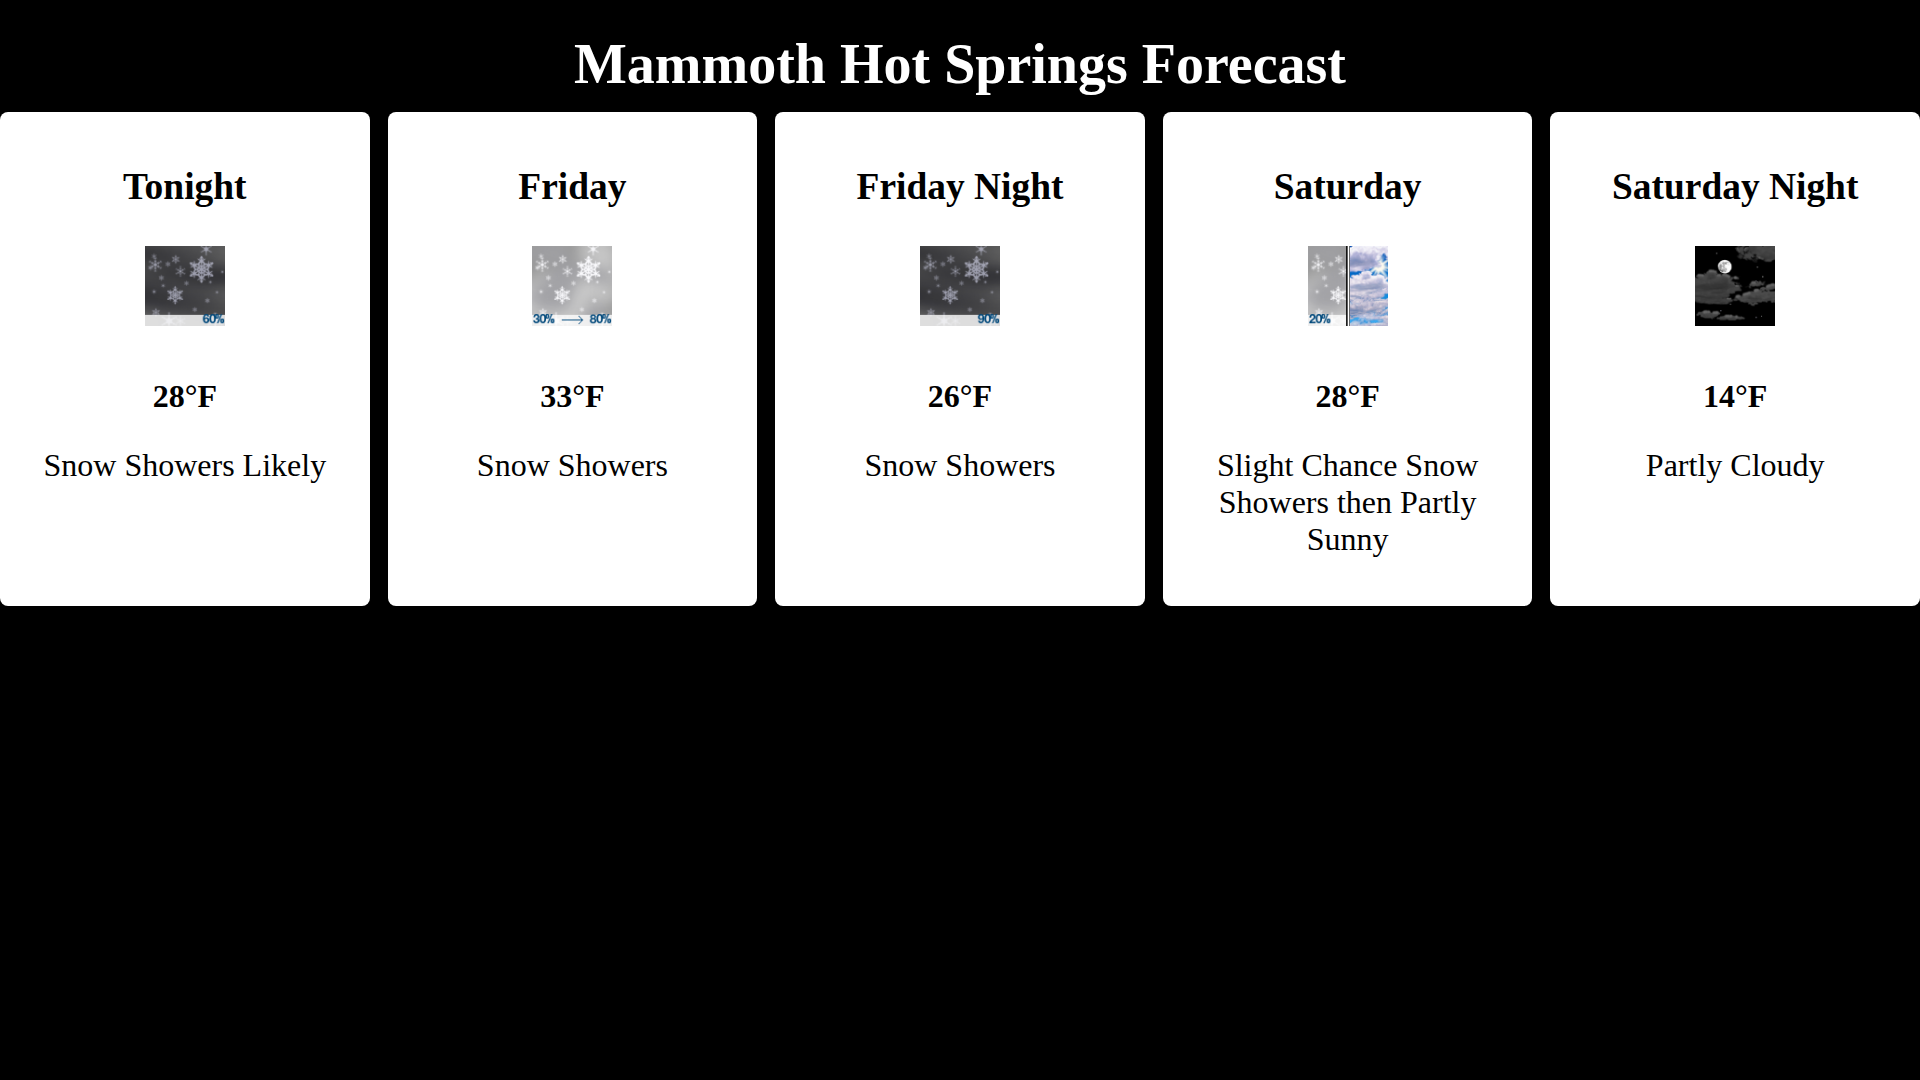 Mammoth Hot Springs Forecast
Tonight
60%
28°F
Snow Showers Likely
Friday
30% → 80%
33°F
Snow Showers
Friday Night
90%
26°F
Snow Showers
Saturday
20%
28°F
Slight Chance Snow
Showers then Partly
Sunny
Saturday Night
14°F
Partly Cloudy